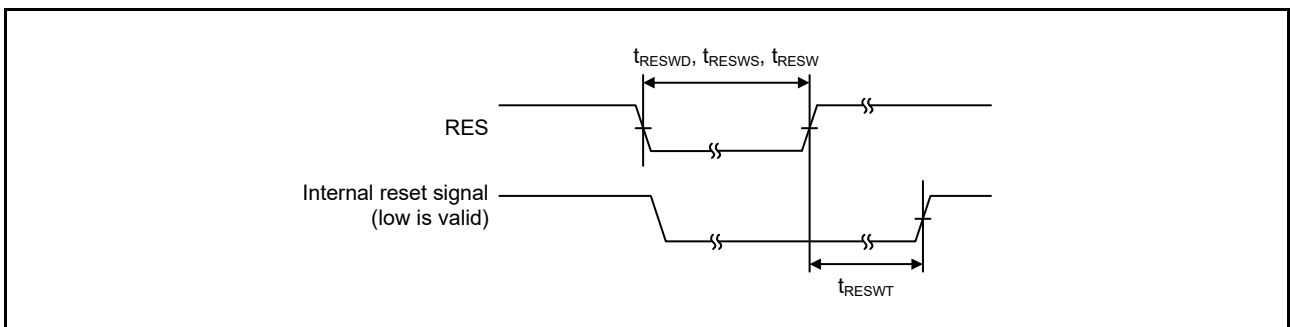 tRESWD, tRESWS, tRESW
RES
Internal reset signal
(low is valid)
tRESWT